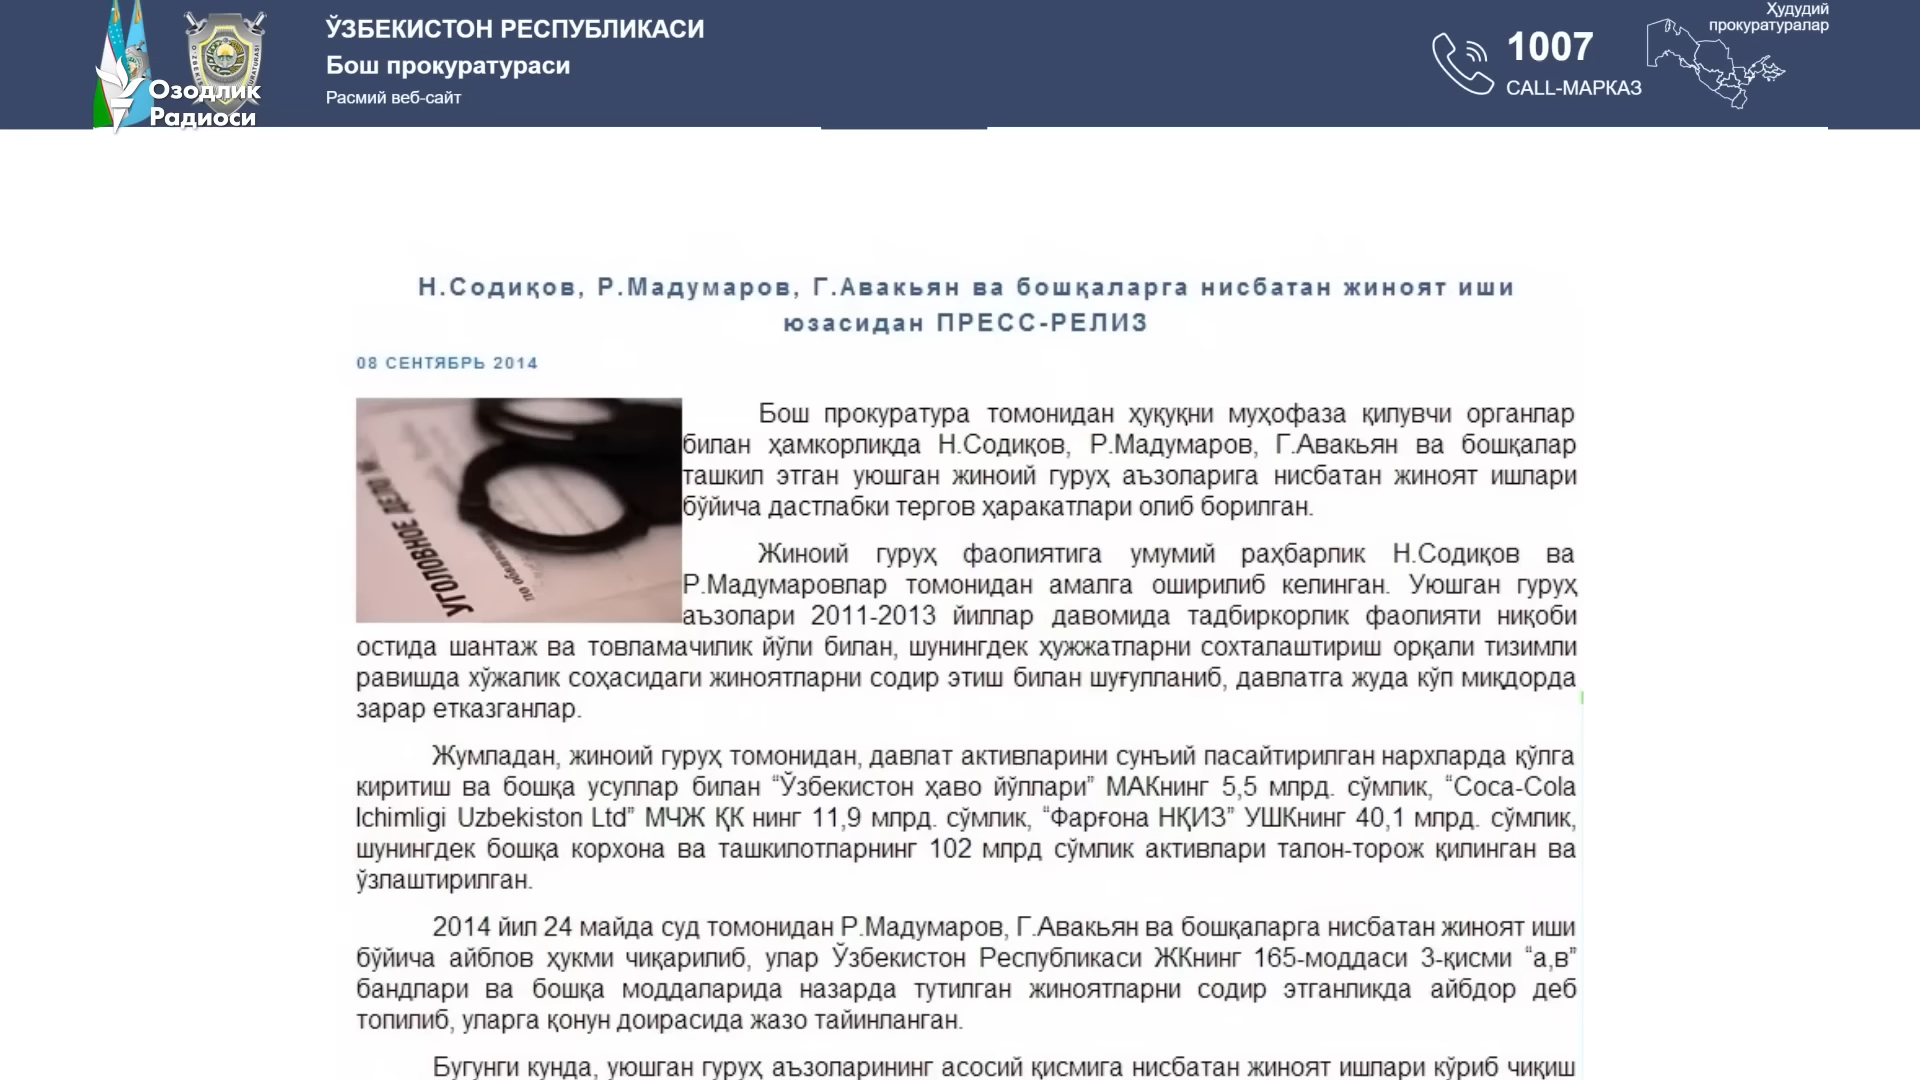 ЎЗБЕКИСТОН РЕСПУБЛИКАСИ
Бош прокуратураси
Расмий веб-сайт
Озодлик
Радиоси
1007
CALL-МАРКАЗ
Ҳудудий
прокуратуралар
Н.Содиқов, Р.Мадумаров, Г.Авакьян ва бошқаларга нисбатан жиноят иши
юзасидан ПРЕСС-РЕЛИЗ
08 СЕНТЯБРЬ 2014
УГОЛОВНОЕ ДЕЛО №
Бош прокуратура томонидан ҳуқуқни муҳофаза қилувчи органлар
билан ҳамкорликда Н.Содиқов, Р.Мадумаров, Г.Авакьян ва бошқалар
ташкил этган уюшган жиноий гуруҳ аъзоларига нисбатан жиноят ишлари
бўйича дастлабки тергов ҳаракатлари олиб борилган.
Жиноий гуруҳ фаолиятига умумий раҳбарлик Н.Содиқов ва
Р.Мадумаровлар томонидан амалга оширилиб келинган. Уюшган гуруҳ
аъзолари 2011-2013 йиллар давомида тадбиркорлик фаолияти ниқоби
остида шантаж ва товламачилик йўли билан, шунингдек ҳужжатларни сохталаштириш орқали тизимли
равишда хўжалик соҳасидаги жиноятларни содир этиш билан шуғулланиб, давлатга жуда кўп миқдорда
зарар етказганлар.
Жумладан, жиноий гуруҳ томонидан, давлат активларини сунъий пасайтирилган нархларда қўлга
киритиш ва бошқа усуллар билан “Ўзбекистон ҳаво йўллари” МАКнинг 5,5 млрд. сўмлик, “Coca-Cola
Ichimligi Uzbekiston Ltd” МЧЖ ҚК нинг 11,9 млрд. сўмлик, “Фарғона НҚИЗ” УШКнинг 40,1 млрд. сўмлик,
шунингдек бошқа корхона ва ташкилотларнинг 102 млрд сўмлик активлари талон-торож қилинган ва
ўзлаштирилган.
2014 йил 24 майда суд томонидан Р.Мадумаров, Г.Авакьян ва бошқаларга нисбатан жиноят иши
бўйича айблов ҳукми чиқарилиб, улар Ўзбекистон Республикаси ЖКнинг 165-моддаси 3-қисми “а,в”
бандлари ва бошқа моддаларида назарда тутилган жиноятларни содир этганликда айбдор деб
топилиб, уларга қонун доирасида жазо тайинланган.
Бугунги кунда, уюшган гуруҳ аъзоларининг асосий қисмига нисбатан жиноят ишлари кўриб чиқиш